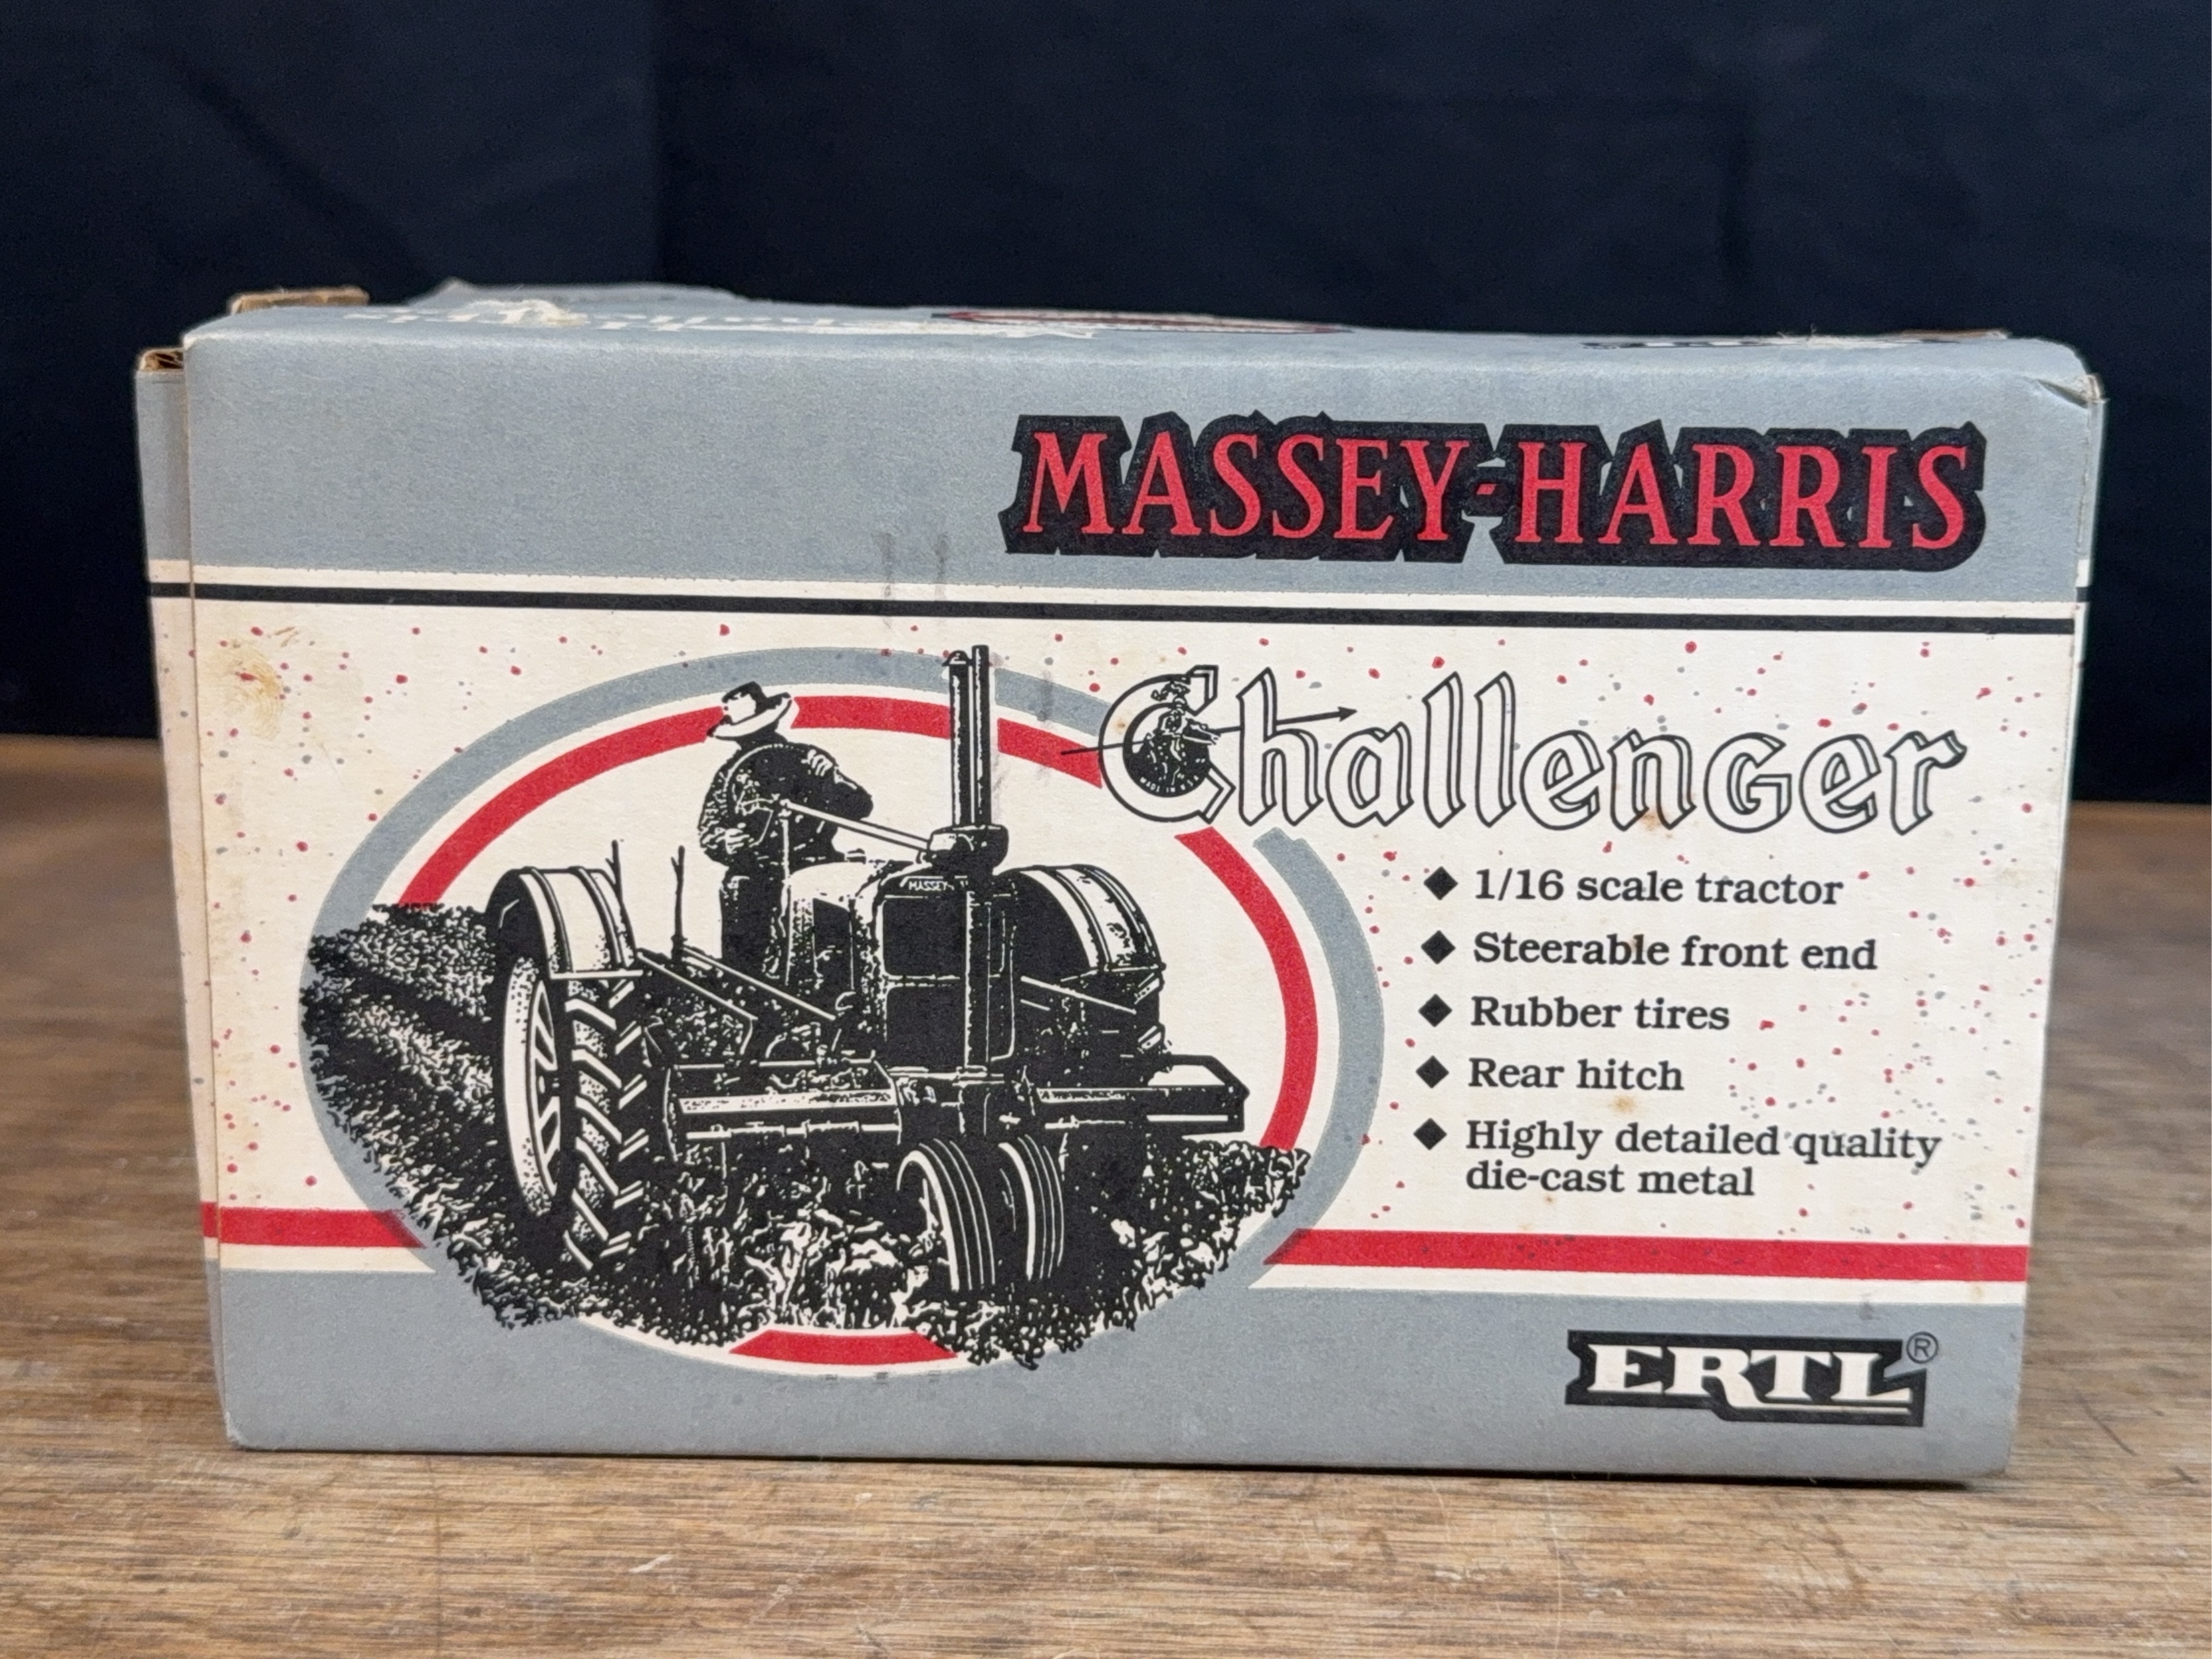 MASSEY-HARRIS
Challenger
1/16 scale tractor
Steerable front end
Rubber tires
Rear hitch
Highly detailed quality
die-cast metal
MASSEY
ERTL®